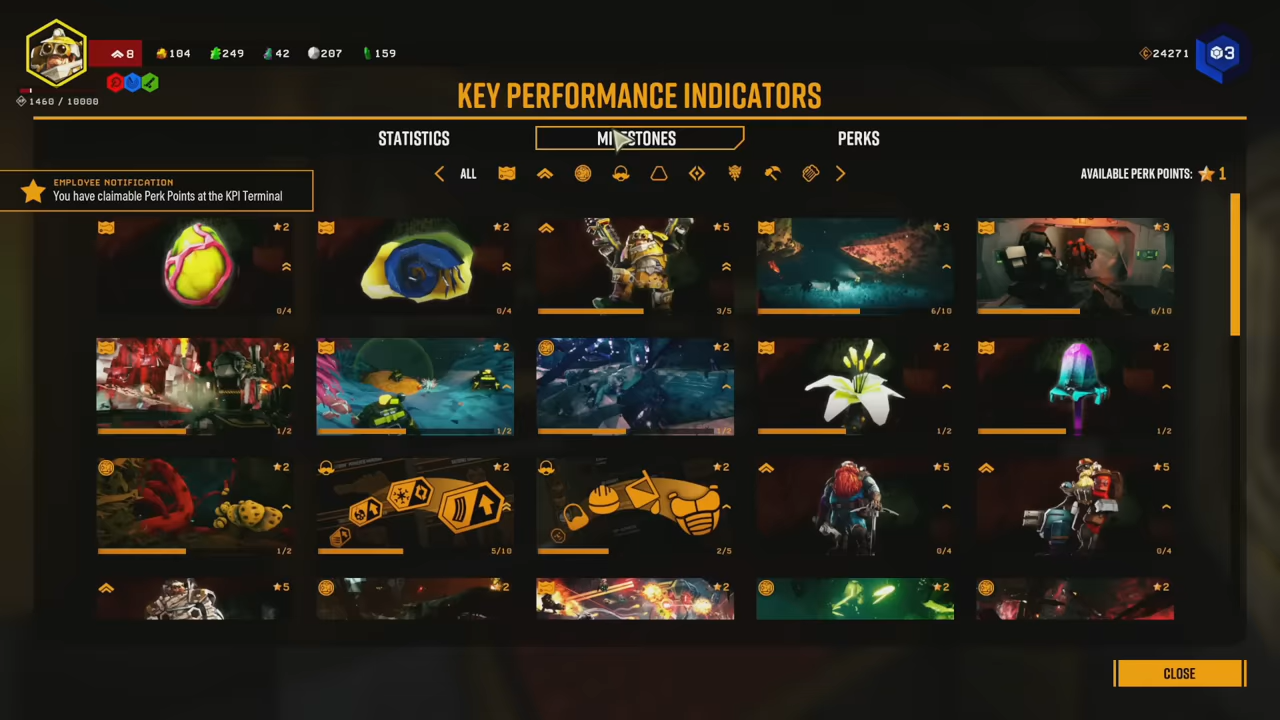 8 104 249 42 207 159
24271 3
1460 / 10000
KEY PERFORMANCE INDICATORS
STATISTICS MILESTONES PERKS
ALL
AVAILABLE PERK POINTS: 1
EMPLOYEE NOTIFICATION
You have claimable Perk Points at the KPI Terminal
2 2 5 3 3
0/4 0/4 3/5 6/10 6/10
2 2 2 2 2
1/2 1/2 1/2 1/2 1/2
2 2 2 5 5
1/2 5/10 2/5 0/4 0/4
5 2 2 2 2
CLOSE